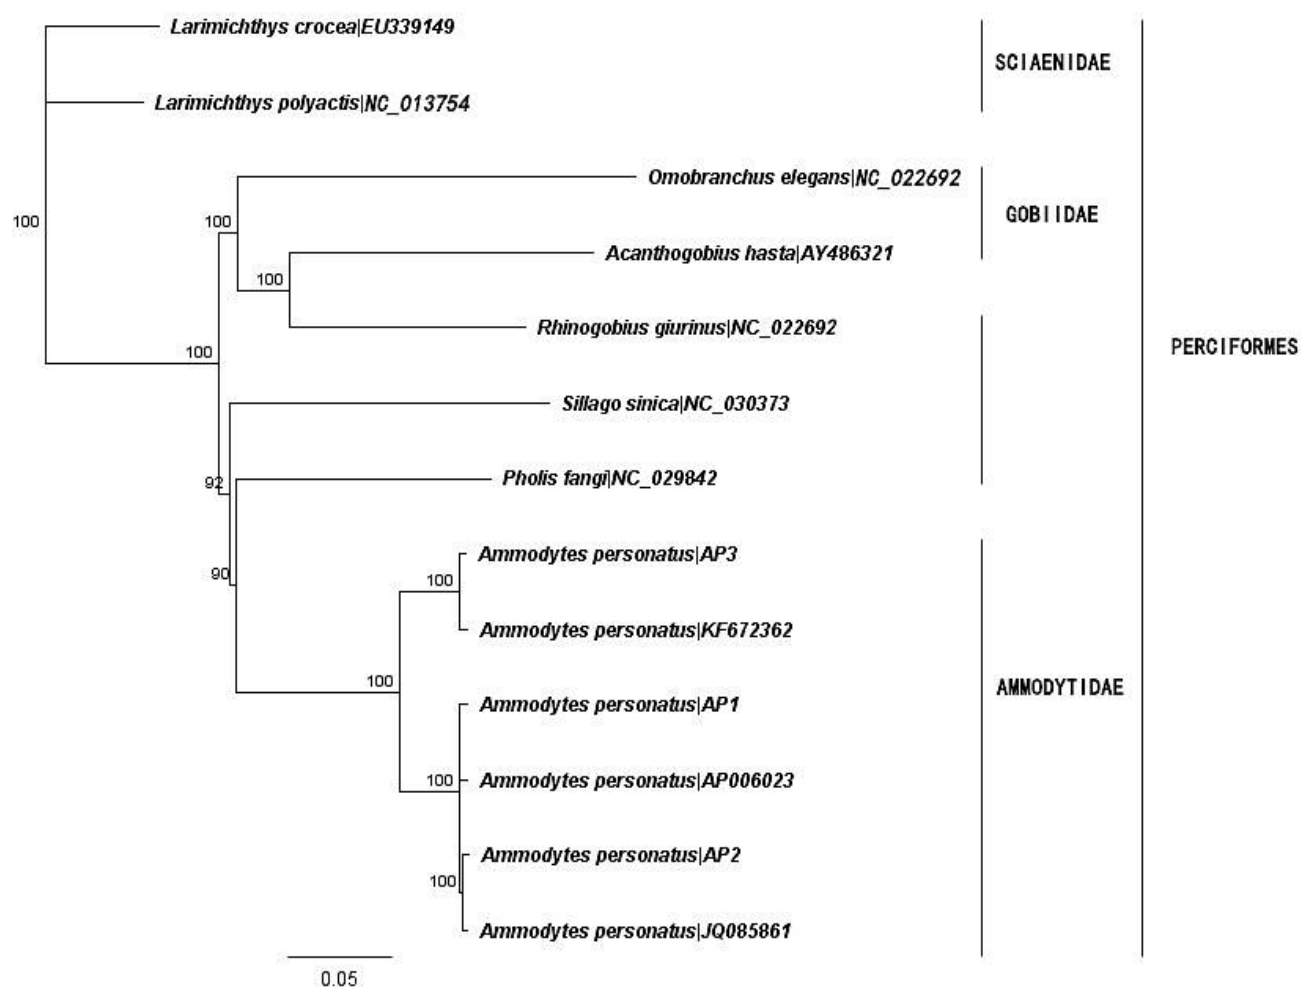 Larimichthys crocea|EU339149
SCIAENIDAE
Larimichthys polyactis|NC_013754
Omobranchus elegans|NC_022692
100
100
GOBIIDAE
Acanthogobius hasta|AY486321
100
Rhinogobius giurinus|NC_022692
100
PERCIFORMES
Sillago sinica|NC_030373
Pholis fangi|NC_029842
92
Ammodytes personatus|AP3
90
100
Ammodytes personatus|KF672362
100
AMMODYTIDAE
Ammodytes personatus|AP1
100
Ammodytes personatus|AP006023
Ammodytes personatus|AP2
100
Ammodytes personatus|JQ085861
0.05